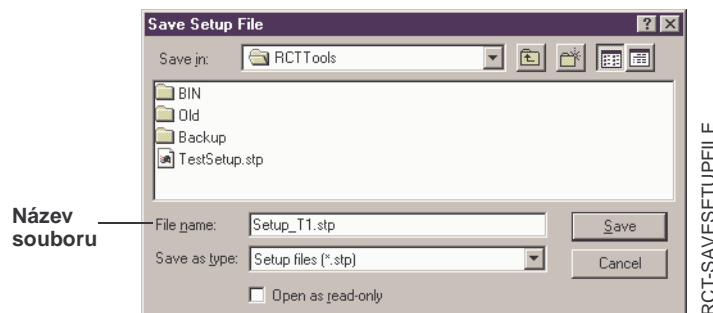 Save Setup File
Save in: RCTTools
BIN
Old
Backup
TestSetup.stp
Název
souboru
File name: Setup_T1.stp Save
Save as type: Setup files (*.stp) Cancel
Open as read-only
RCT-SAVESETUPFILE